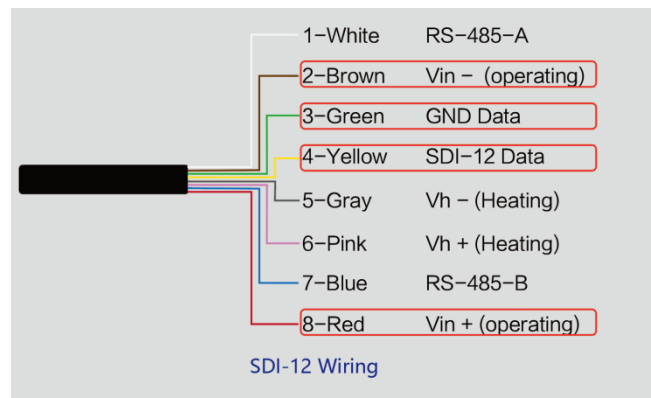 1-White RS-485-A
2-Brown Vin - (operating)
3-Green GND Data
4-Yellow SDI-12 Data
5-Gray Vh - (Heating)
6-Pink Vh + (Heating)
7-Blue RS-485-B
8-Red Vin + (operating)
SDI-12 Wiring